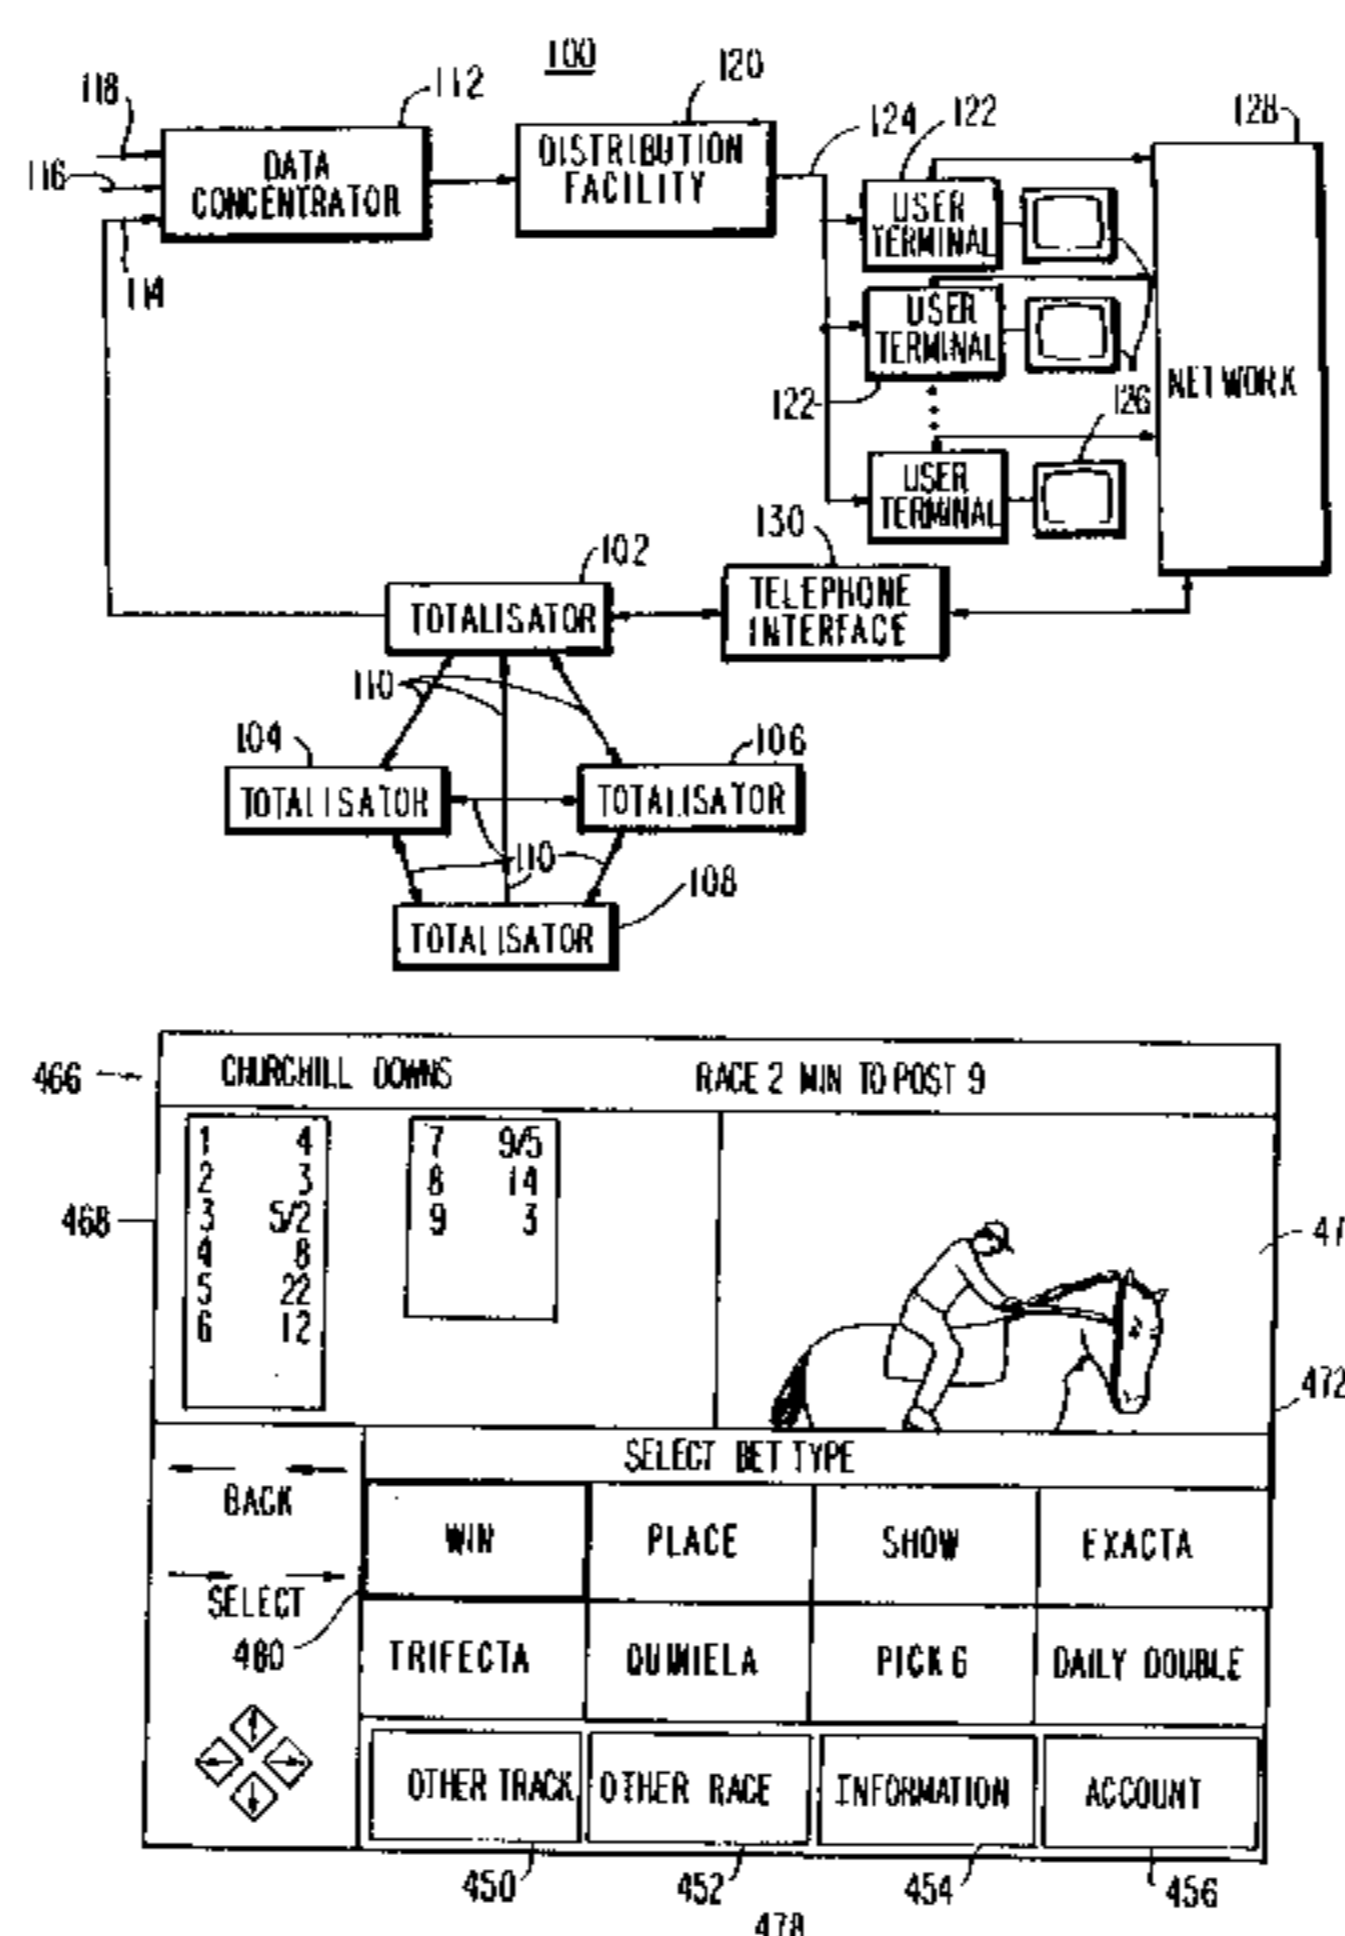 100
118
112
120
124
122
128
116
DATA
CONCENTRATOR
DISTRIBUTION
FACILITY
USER
TERMINAL
114
USER
TERMINAL
122
126
NETWORK
USER
TERMINAL
130
102
TOTALISATOR
TELEPHONE
INTERFACE
110
104
106
TOTALISATOR
TOTALISATOR
110
108
TOTALISATOR
466
CHURCHILL DOWNS RACE 2 MIN TO POST 9
1 4 7 9/5
2 3 8 14
3 5/2 9 3
468
47
4 8
5 22
6 12
472
SELECT BET TYPE
BACK
WIN PLACE SHOW EXACTA
SELECT
480
TRIFECTA QUINIELA PICK 6 DAILY DOUBLE
OTHER TRACK OTHER RACE INFORMATION ACCOUNT
450 452 454 456
478